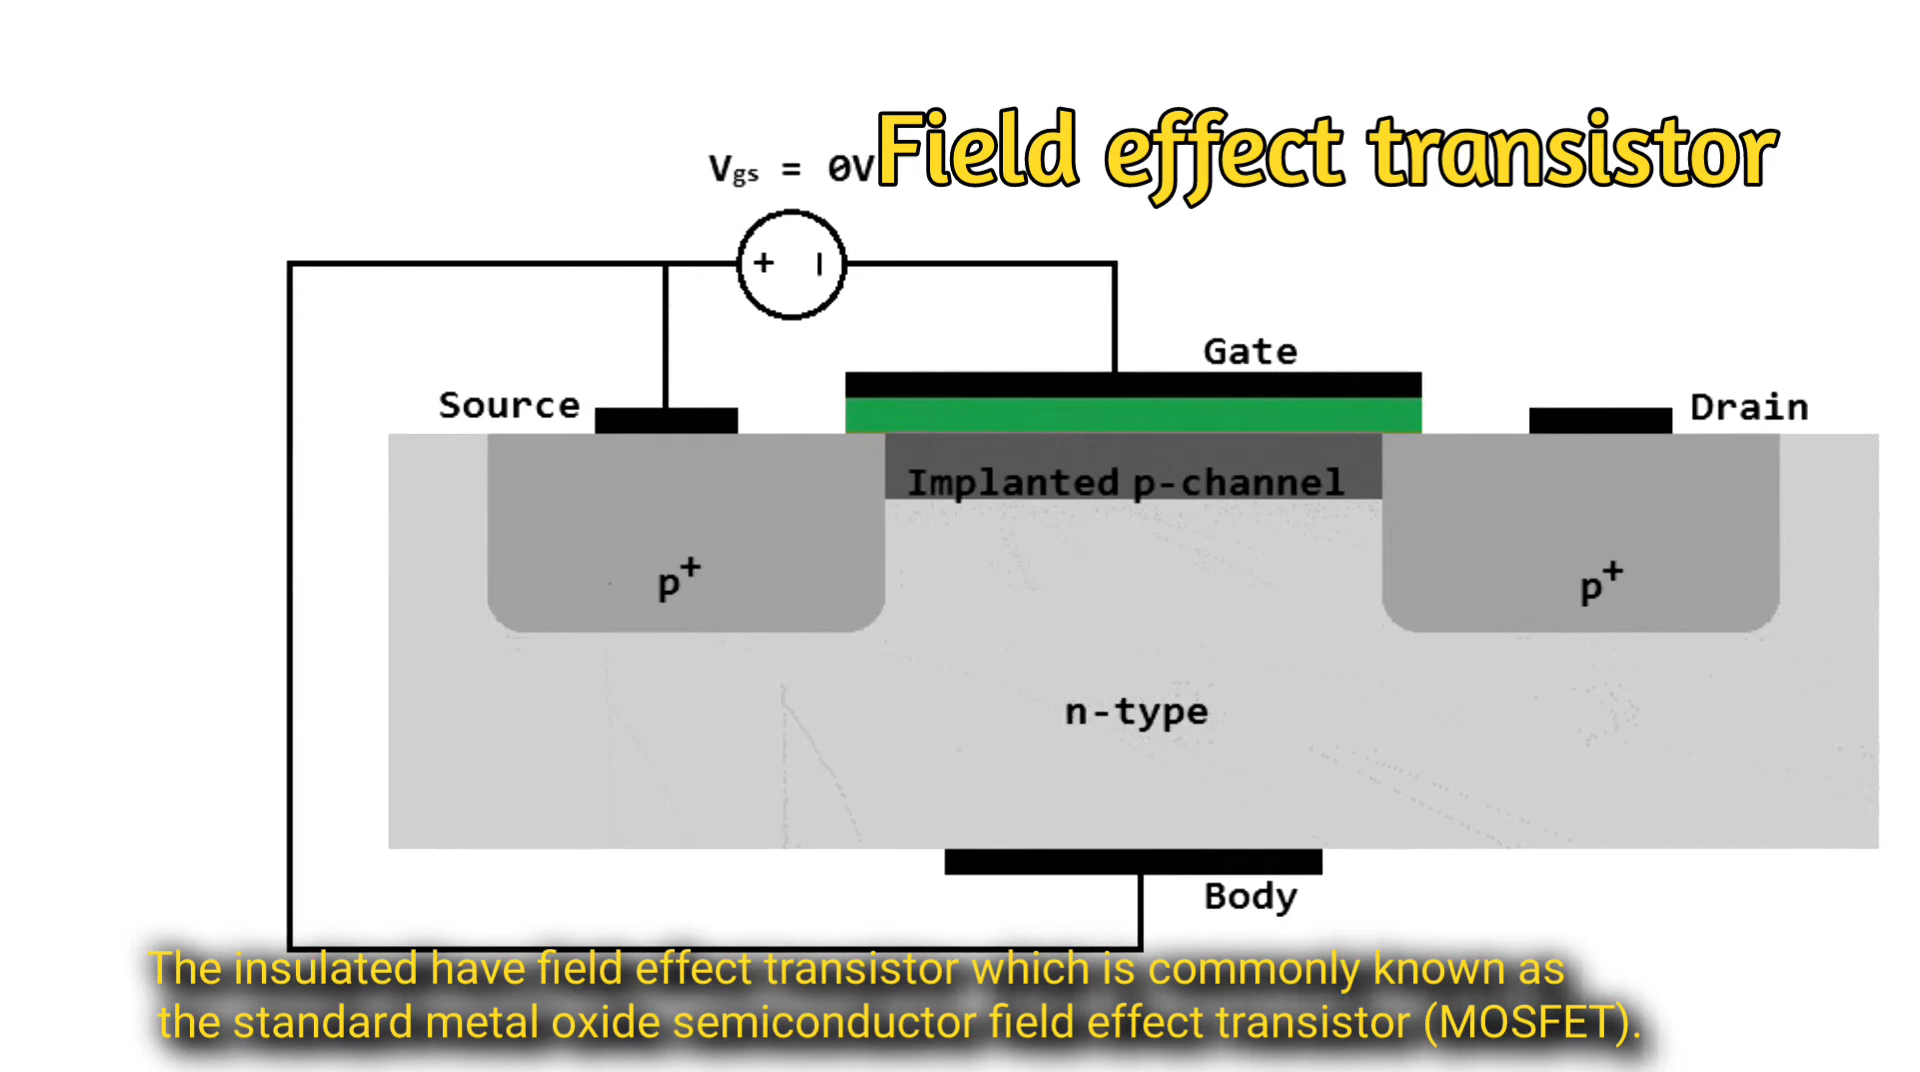 Field effect transistor
Vgs = 0V
+ −
Gate
Source
Drain
Implanted p-channel
p+
p+
n-type
Body
The insulated have field effect transistor which is commonly known as
the standard metal oxide semiconductor field effect transistor (MOSFET).